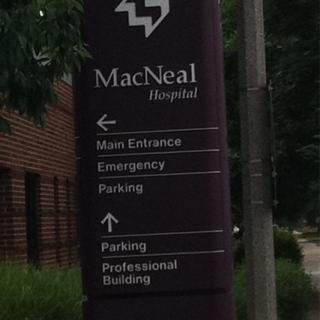 MacNeal
Hospital
Main Entrance
Emergency
Parking
Parking
Professional
Building